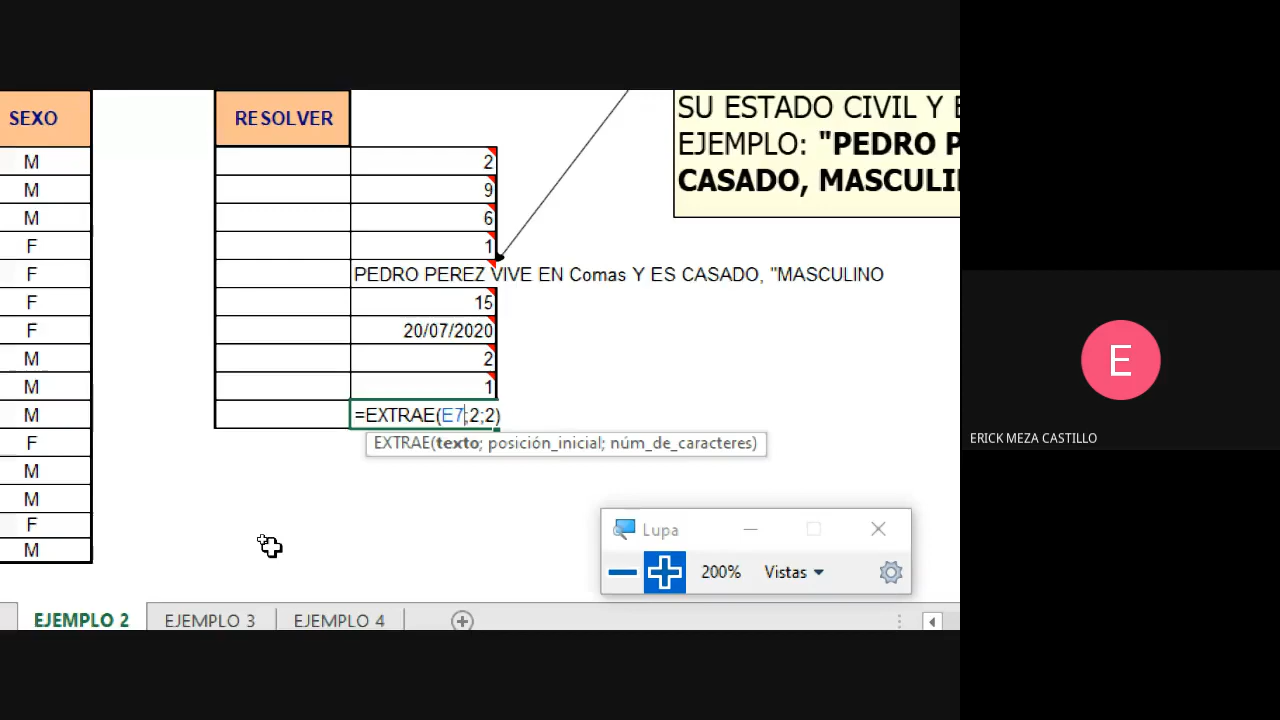 SU ESTADO CIVIL Y E
EJEMPLO: "PEDRO P
CASADO, MASCULI
SEXO
RESOLVER
M
2
M
9
M
6
F
1
F
PEDRO PEREZ VIVE EN Comas Y ES CASADO, "MASCULINO
F
15
F
20/07/2020
M
2
M
1
M
=EXTRAE(E7;2;2)
F
EXTRAE(texto; posición_inicial; núm_de_caracteres)
M
M
F
M
Lupa
200%
Vistas
EJEMPLO 2
EJEMPLO 3
EJEMPLO 4
E
ERICK MEZA CASTILLO